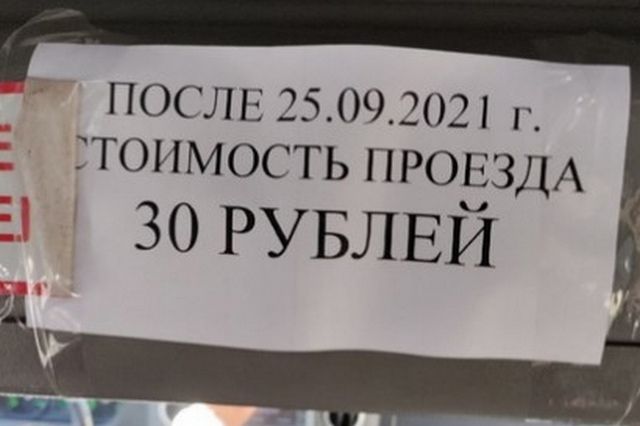 ПОСЛЕ 25.09.2021 г.
СТОИМОСТЬ ПРОЕЗДА
30 РУБЛЕЙ